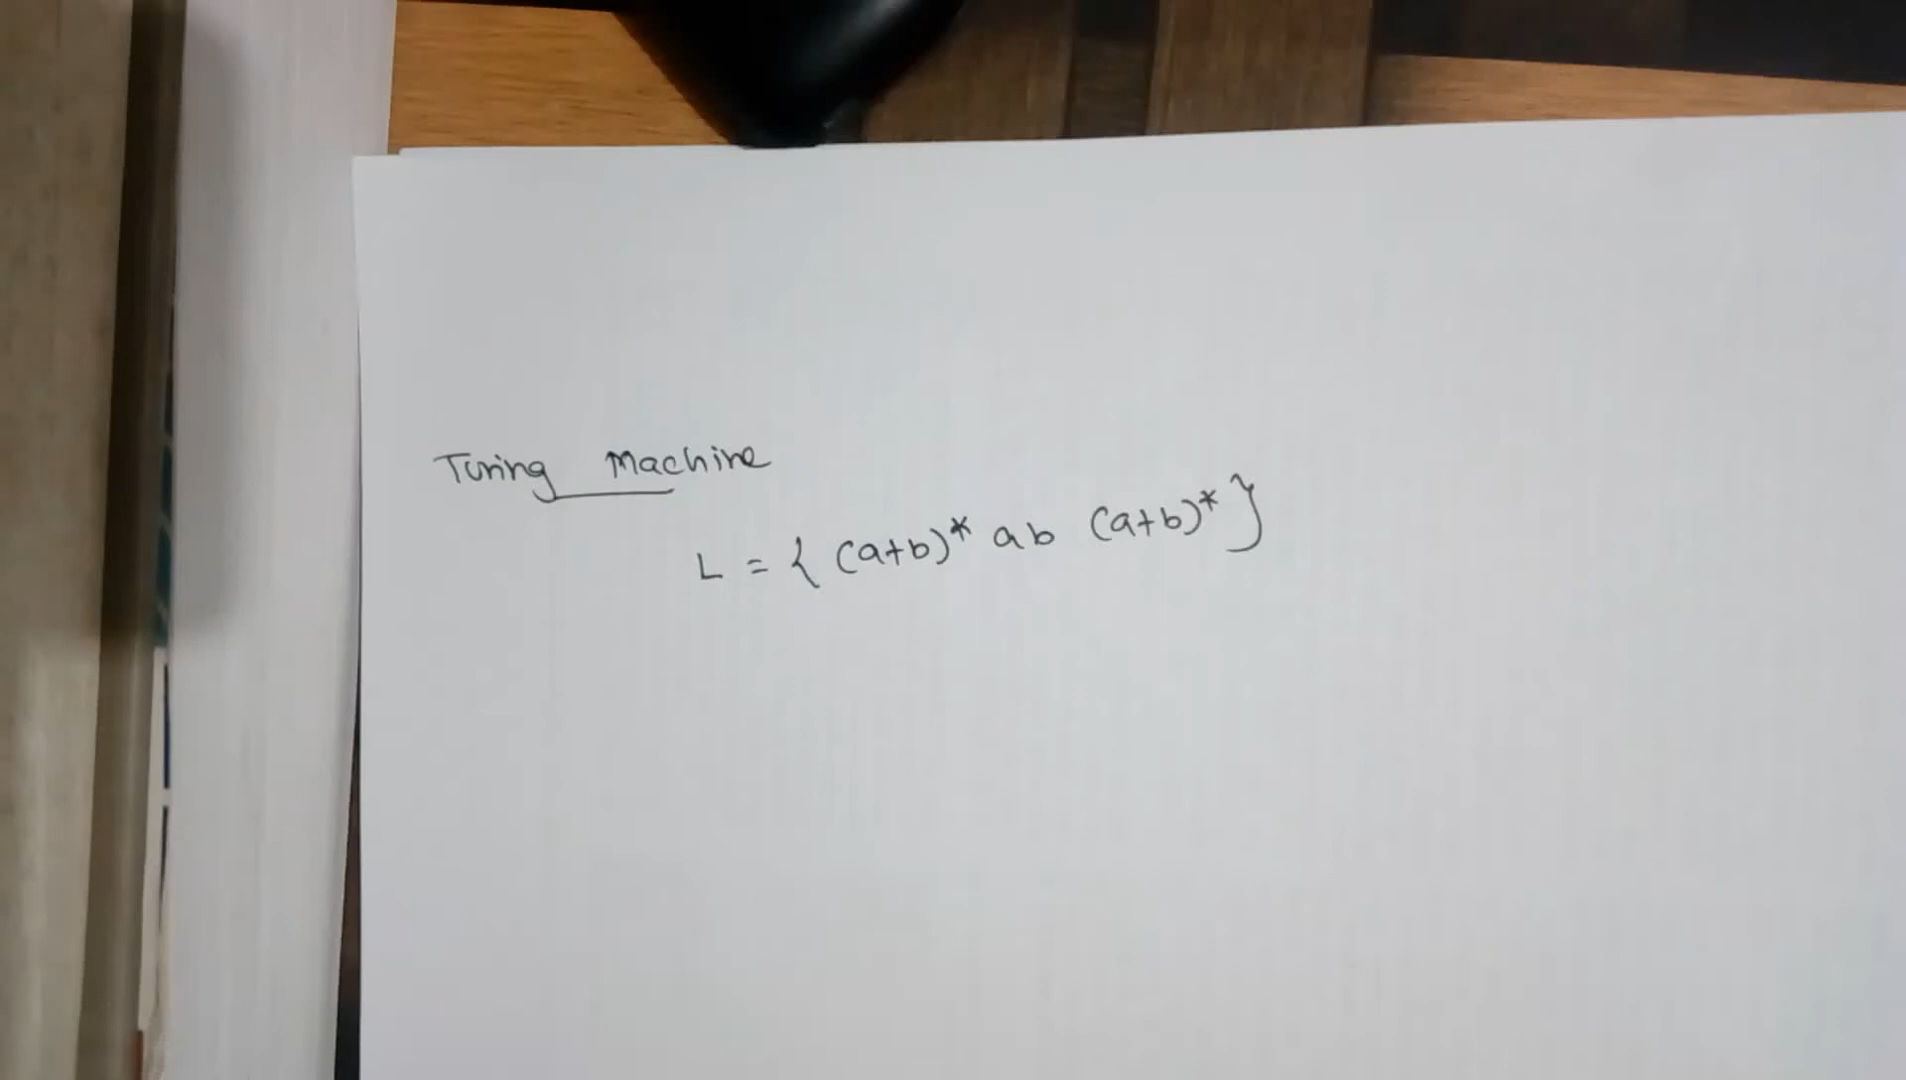 Turing Machine
L = { (a+b)* ab (a+b)* }